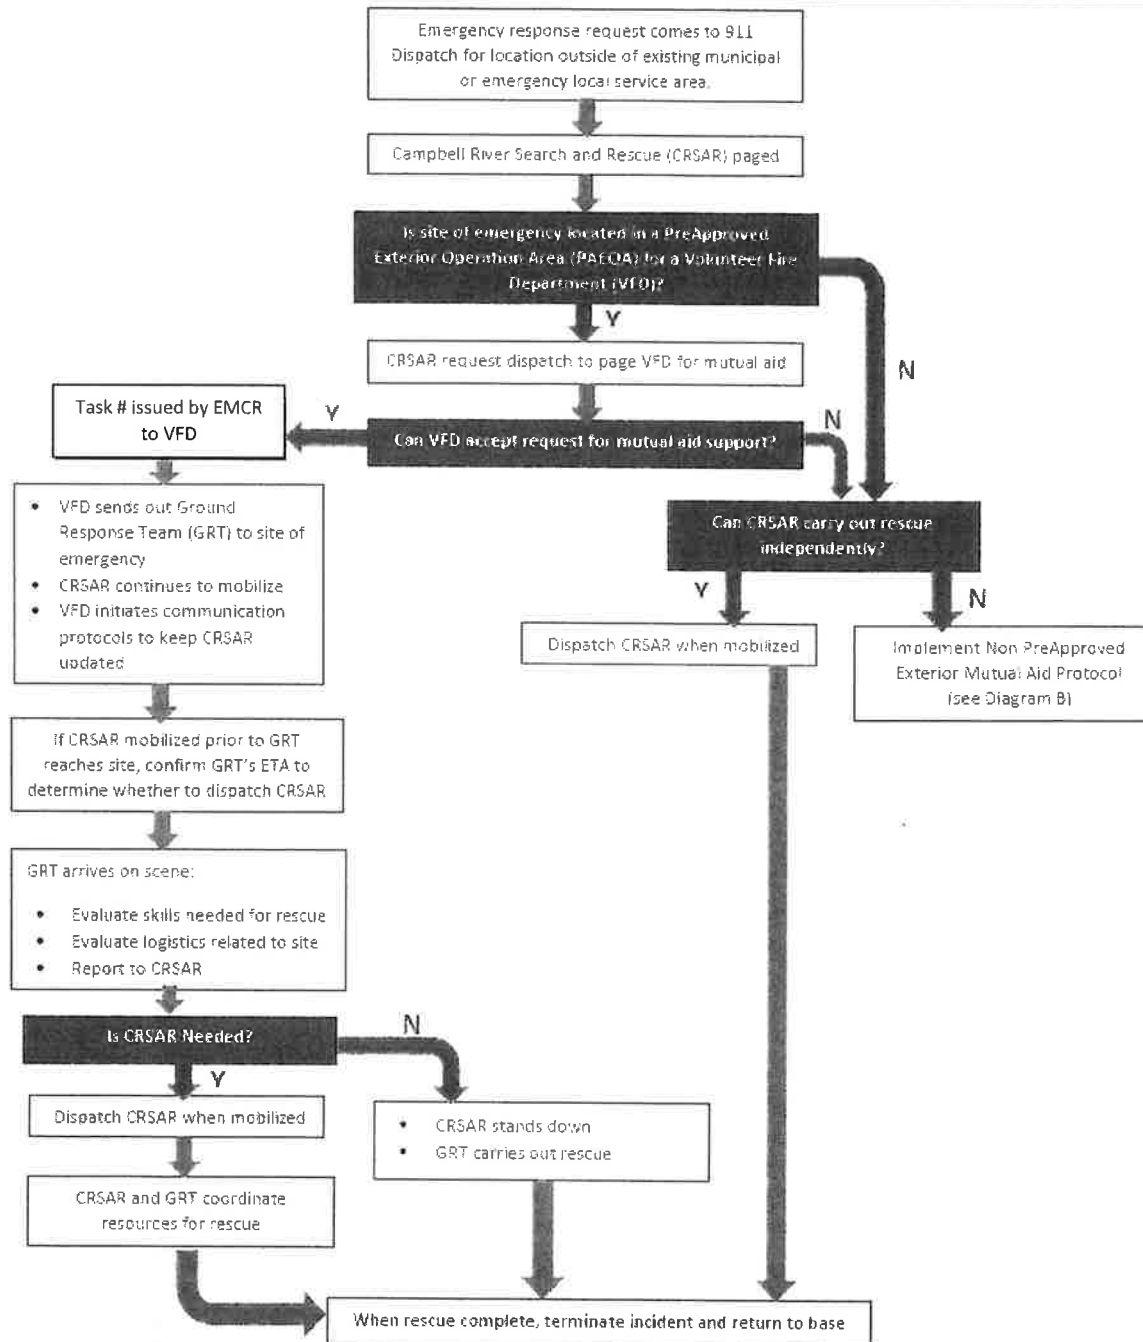 Emergency response request comes to 911
Dispatch for location outside of existing municipal
or emergency local service area.
Campbell River Search and Rescue (CRSAR) paged
Is site of emergency located in a PreApproved
Exterior Operation Area (PAEOA) for a Volunteer Fire
Department (VFD)?
Y
N
CRSAR request dispatch to page VFD for mutual aid
Task # issued by EMCR
to VFD
Y
Can VFD accept request for mutual aid support?
N
• VFD sends out Ground
Response Team (GRT) to site of
emergency
• CRSAR continues to mobilize
• VFD initiates communication
protocols to keep CRSAR
updated
Can CRSAR carry out rescue
independently?
Y
N
Dispatch CRSAR when mobilized
Implement Non PreApproved
Exterior Mutual Aid Protocol
(see Diagram B)
If CRSAR mobilized prior to GRT
reaches site, confirm GRT's ETA to
determine whether to dispatch CRSAR
GRT arrives on scene:
• Evaluate skills needed for rescue
• Evaluate logistics related to site
• Report to CRSAR
Is CRSAR Needed?
N
Y
Dispatch CRSAR when mobilized
• CRSAR stands down
• GRT carries out rescue
CRSAR and GRT coordinate
resources for rescue
When rescue complete, terminate incident and return to base